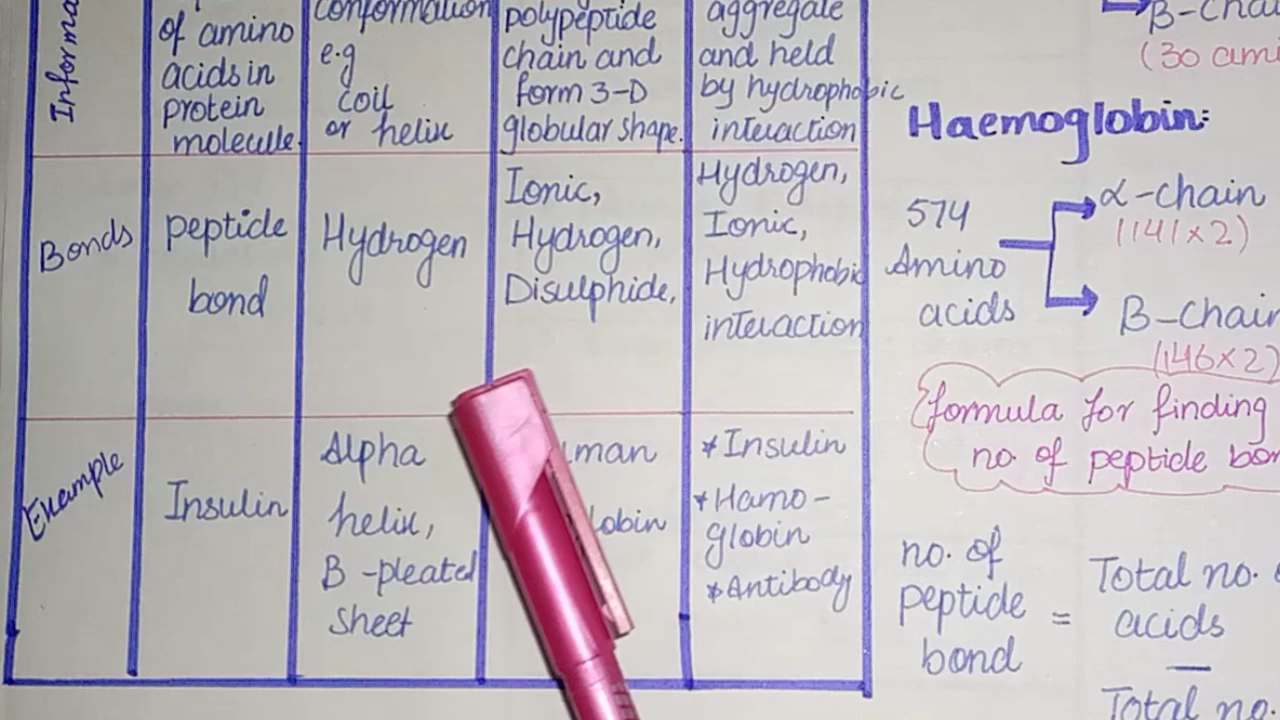 of amino
acids in
protein
molecule.
conformation
e.g
coil
or helix
polypeptide
chain and
form 3-D
globular shape.
aggregate
and held
by hydrophobic
interaction
Bonds
peptide
bond
Hydrogen
Ionic,
Hydrogen,
Disulphide,
Hydrogen,
Ionic,
Hydrophobic
interaction
Example
Insulin
Alpha
helix,
B -pleated
sheet
*Insulin
*Hamo-
globin
*Antibody
β-Chai
(30 ami
Haemoglobin:
574
Amino
acids
α-chain
(141×2)
β-chain
(146×2)
formula for finding
no. of peptide bon
no. of
peptide
bond
=
Total no.
acids
—
Total no.